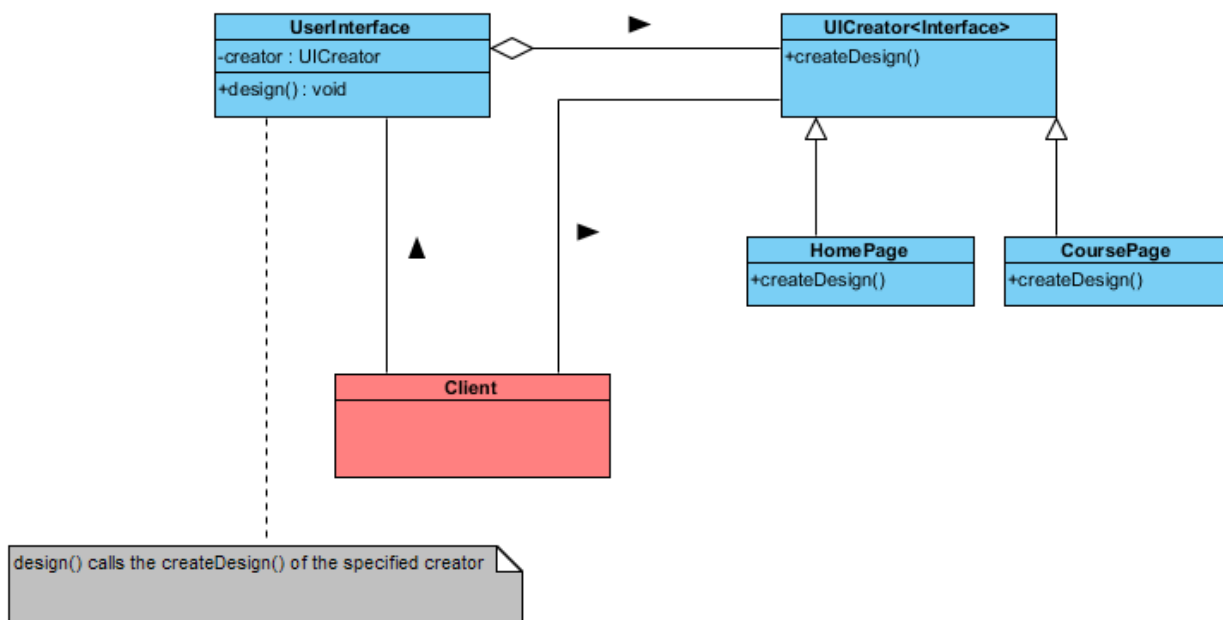 UserInterface
-creator : UICreator
+design() : void
UICreator<Interface>
+createDesign()
HomePage
+createDesign()
CoursePage
+createDesign()
Client
design() calls the createDesign() of the specified creator